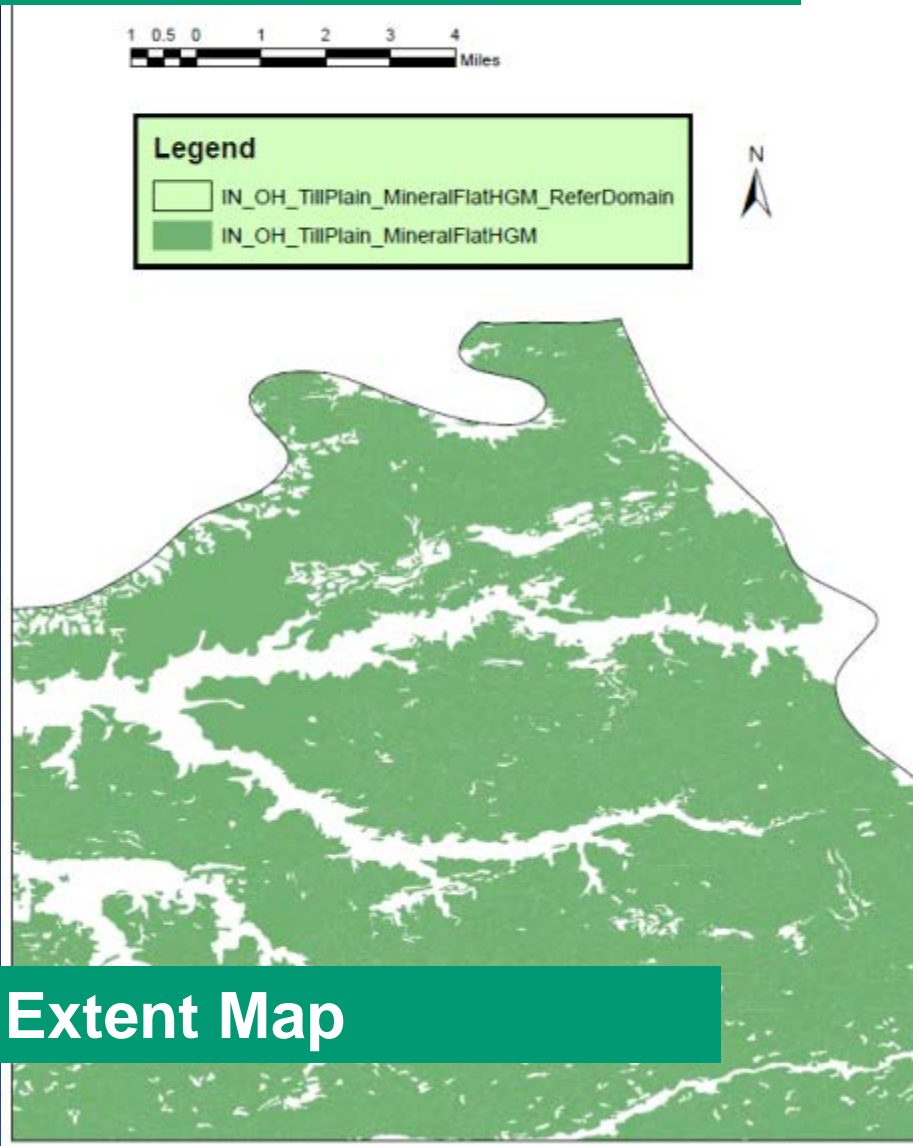 1 0.5 0 1 2 3 4
Miles
Legend
N
IN_OH_TillPlain_MineralFlatHGM_ReferDomain
IN_OH_TillPlain_MineralFlatHGM
Extent Map